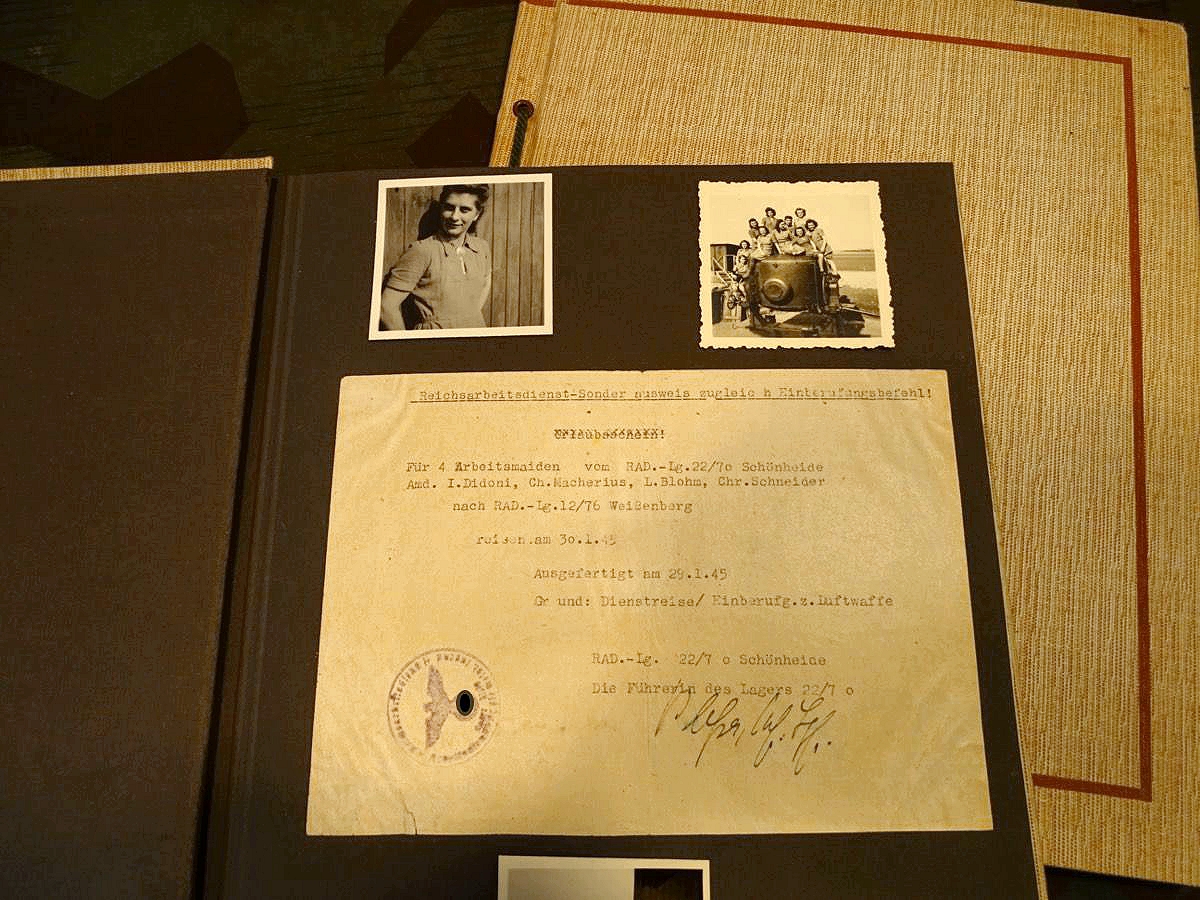 Reichsarbeitsdienst-Sonder ausweis zugleic h Einberufungsbefehl!
Urlaubsschein!
Für 4 Arbeitsmaiden vom RAD.-Lg.22/7o Schönheide
Amd. I.Didoni, Ch.Macherius, L.Blohm, Chr.Schneider
nach RAD.-Lg.12/76 Weißenberg
reisen.am 3o.1.45
Ausgefertigt am 29.1.45
Gr und: Dienstreise/ Einberufg.z.Luftwaffe
RAD.-Lg. 22/7 o Schönheide
Die Führerin des Lagers 22/7 o